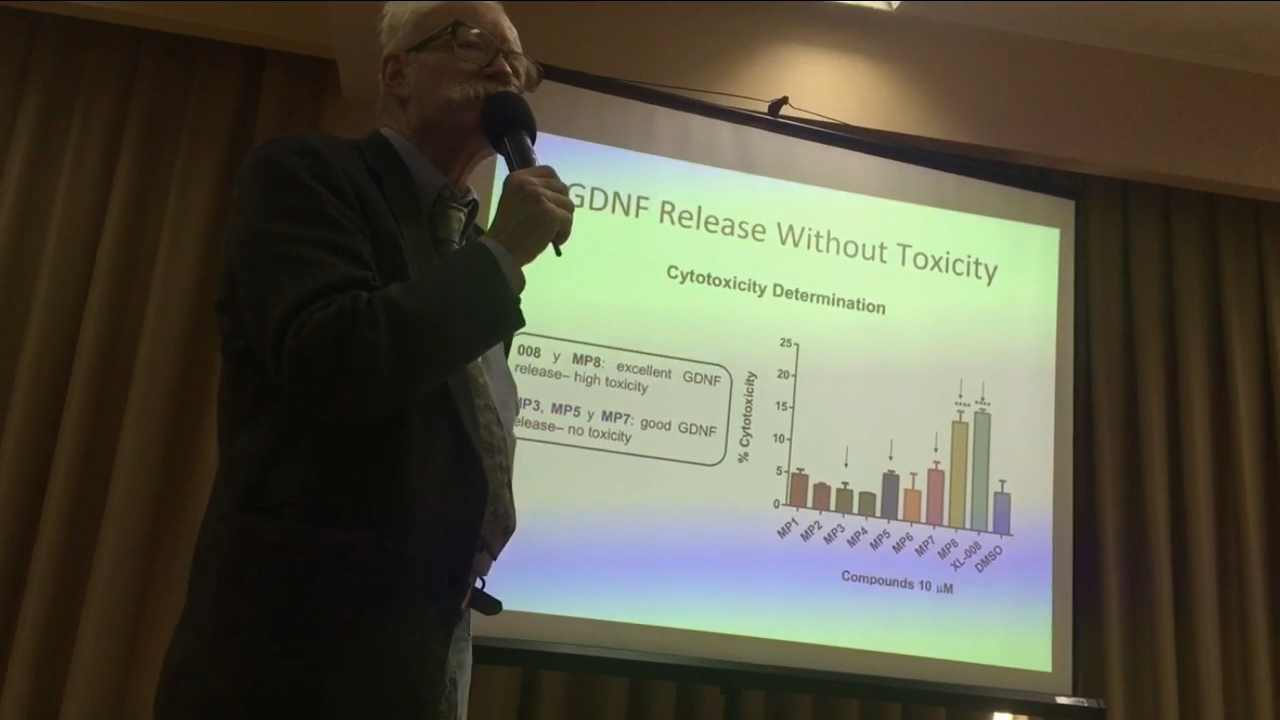 GDNF Release Without Toxicity
Cytotoxicity Determination
008 y MP8: excellent GDNF
release– high toxicity
MP3, MP5 y MP7: good GDNF
elease– no toxicity
% Cytotoxicity
25
20
15
10
5
0
**** ****
MP1 MP2 MP3 MP4 MP5 MP6 MP7 MP8 XL-008 DMSO
Compounds 10 µM